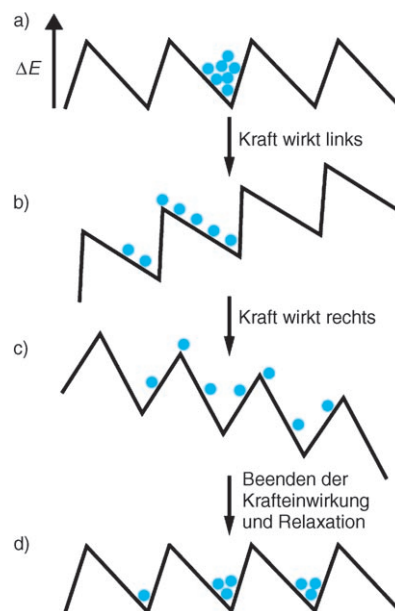 a)
ΔE
Kraft wirkt links
b)
Kraft wirkt rechts
c)
Beenden der
Krafteinwirkung
und Relaxation
d)